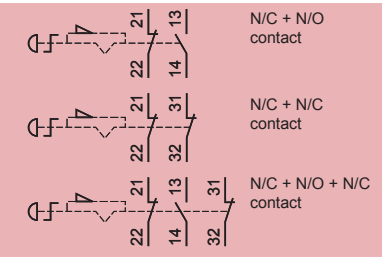 21 13
N/C + N/O
contact
22 14
21 31
N/C + N/C
contact
22 32
21 13 31
N/C + N/O + N/C
contact
22 14 32